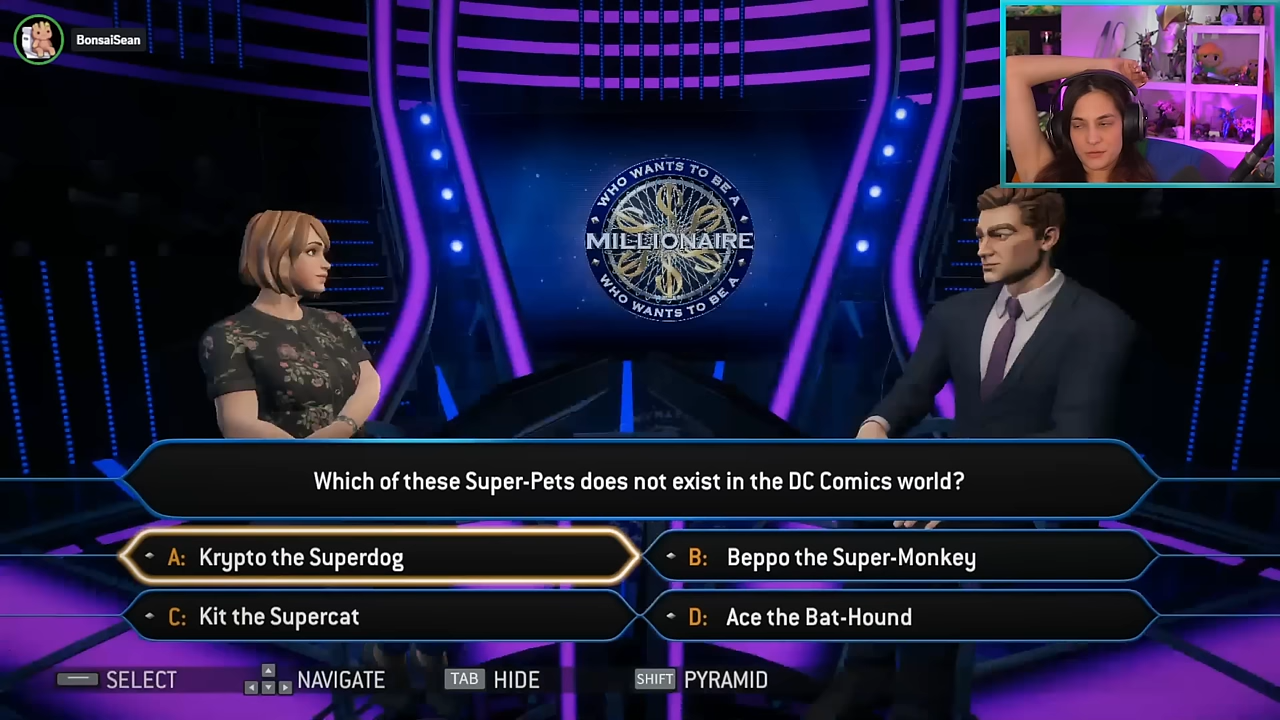 BonsaiSean
WHO WANTS TO BE A
MILLIONAIRE
WHO WANTS TO BE A
Which of these Super-Pets does not exist in the DC Comics world?
A: Krypto the Superdog
B: Beppo the Super-Monkey
C: Kit the Supercat
D: Ace the Bat-Hound
SELECT
NAVIGATE
TAB HIDE
SHIFT PYRAMID